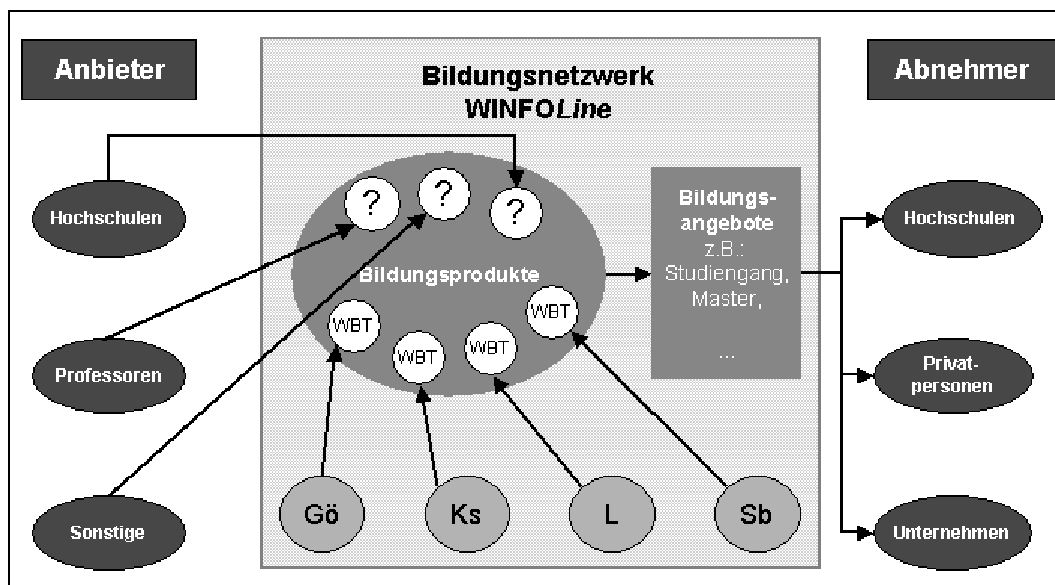 Anbieter
Bildungsnetzwerk
WINFOLine
Abnehmer
Hochschulen
Professoren
Sonstige
?
?
?
Bildungsprodukte
WBT
WBT
WBT
WBT
Gö
Ks
L
Sb
Bildungs-
angebote
z.B.:
Studiengang,
Master,
...
Hochschulen
Privat-
personen
Unternehmen